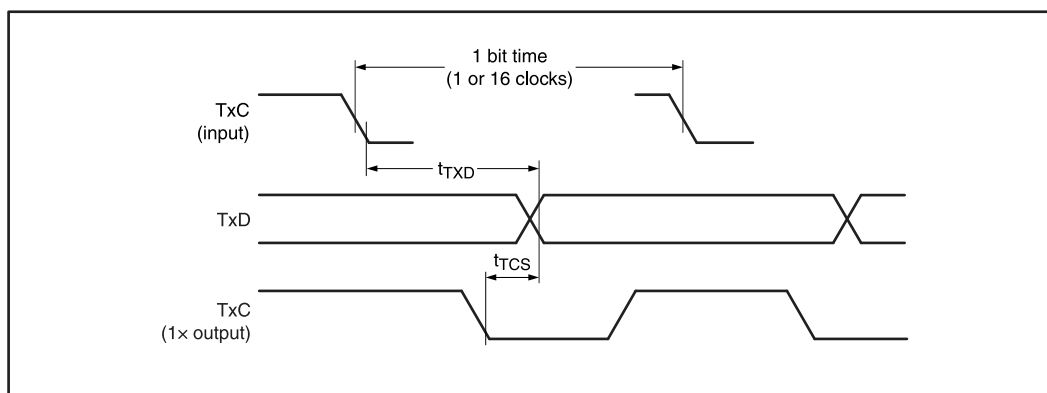 1 bit time
(1 or 16 clocks)
TxC
(input)
tTXD
TxD
tTCS
TxC
(1× output)